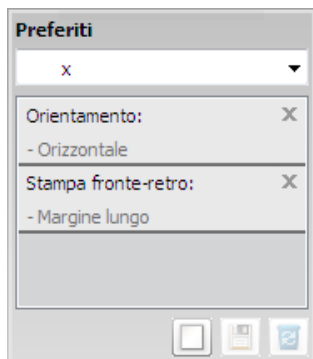 Preferiti
x
Orientamento:
- Orizzontale
Stampa fronte-retro:
- Margine lungo